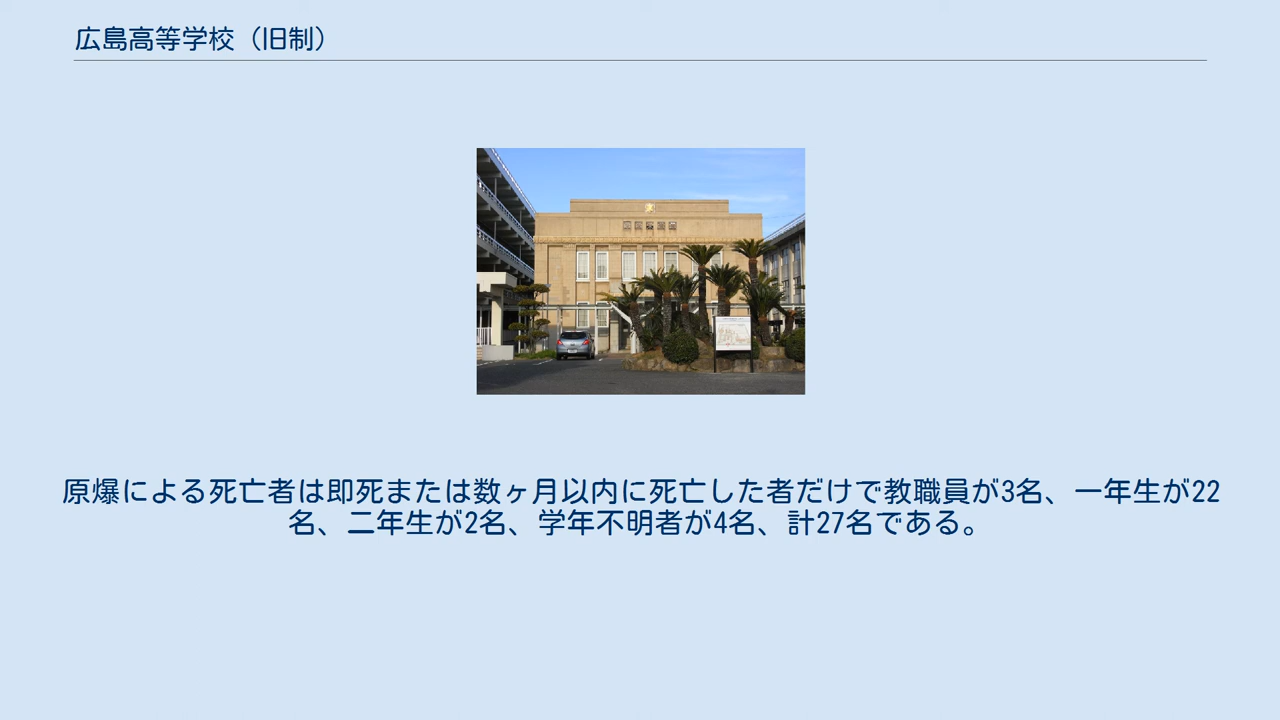 広島高等学校（旧制）
原爆による死亡者は即死または数ヶ月以内に死亡した者だけで教職員が3名、一年生が22
名、二年生が2名、学年不明者が4名、計27名である。